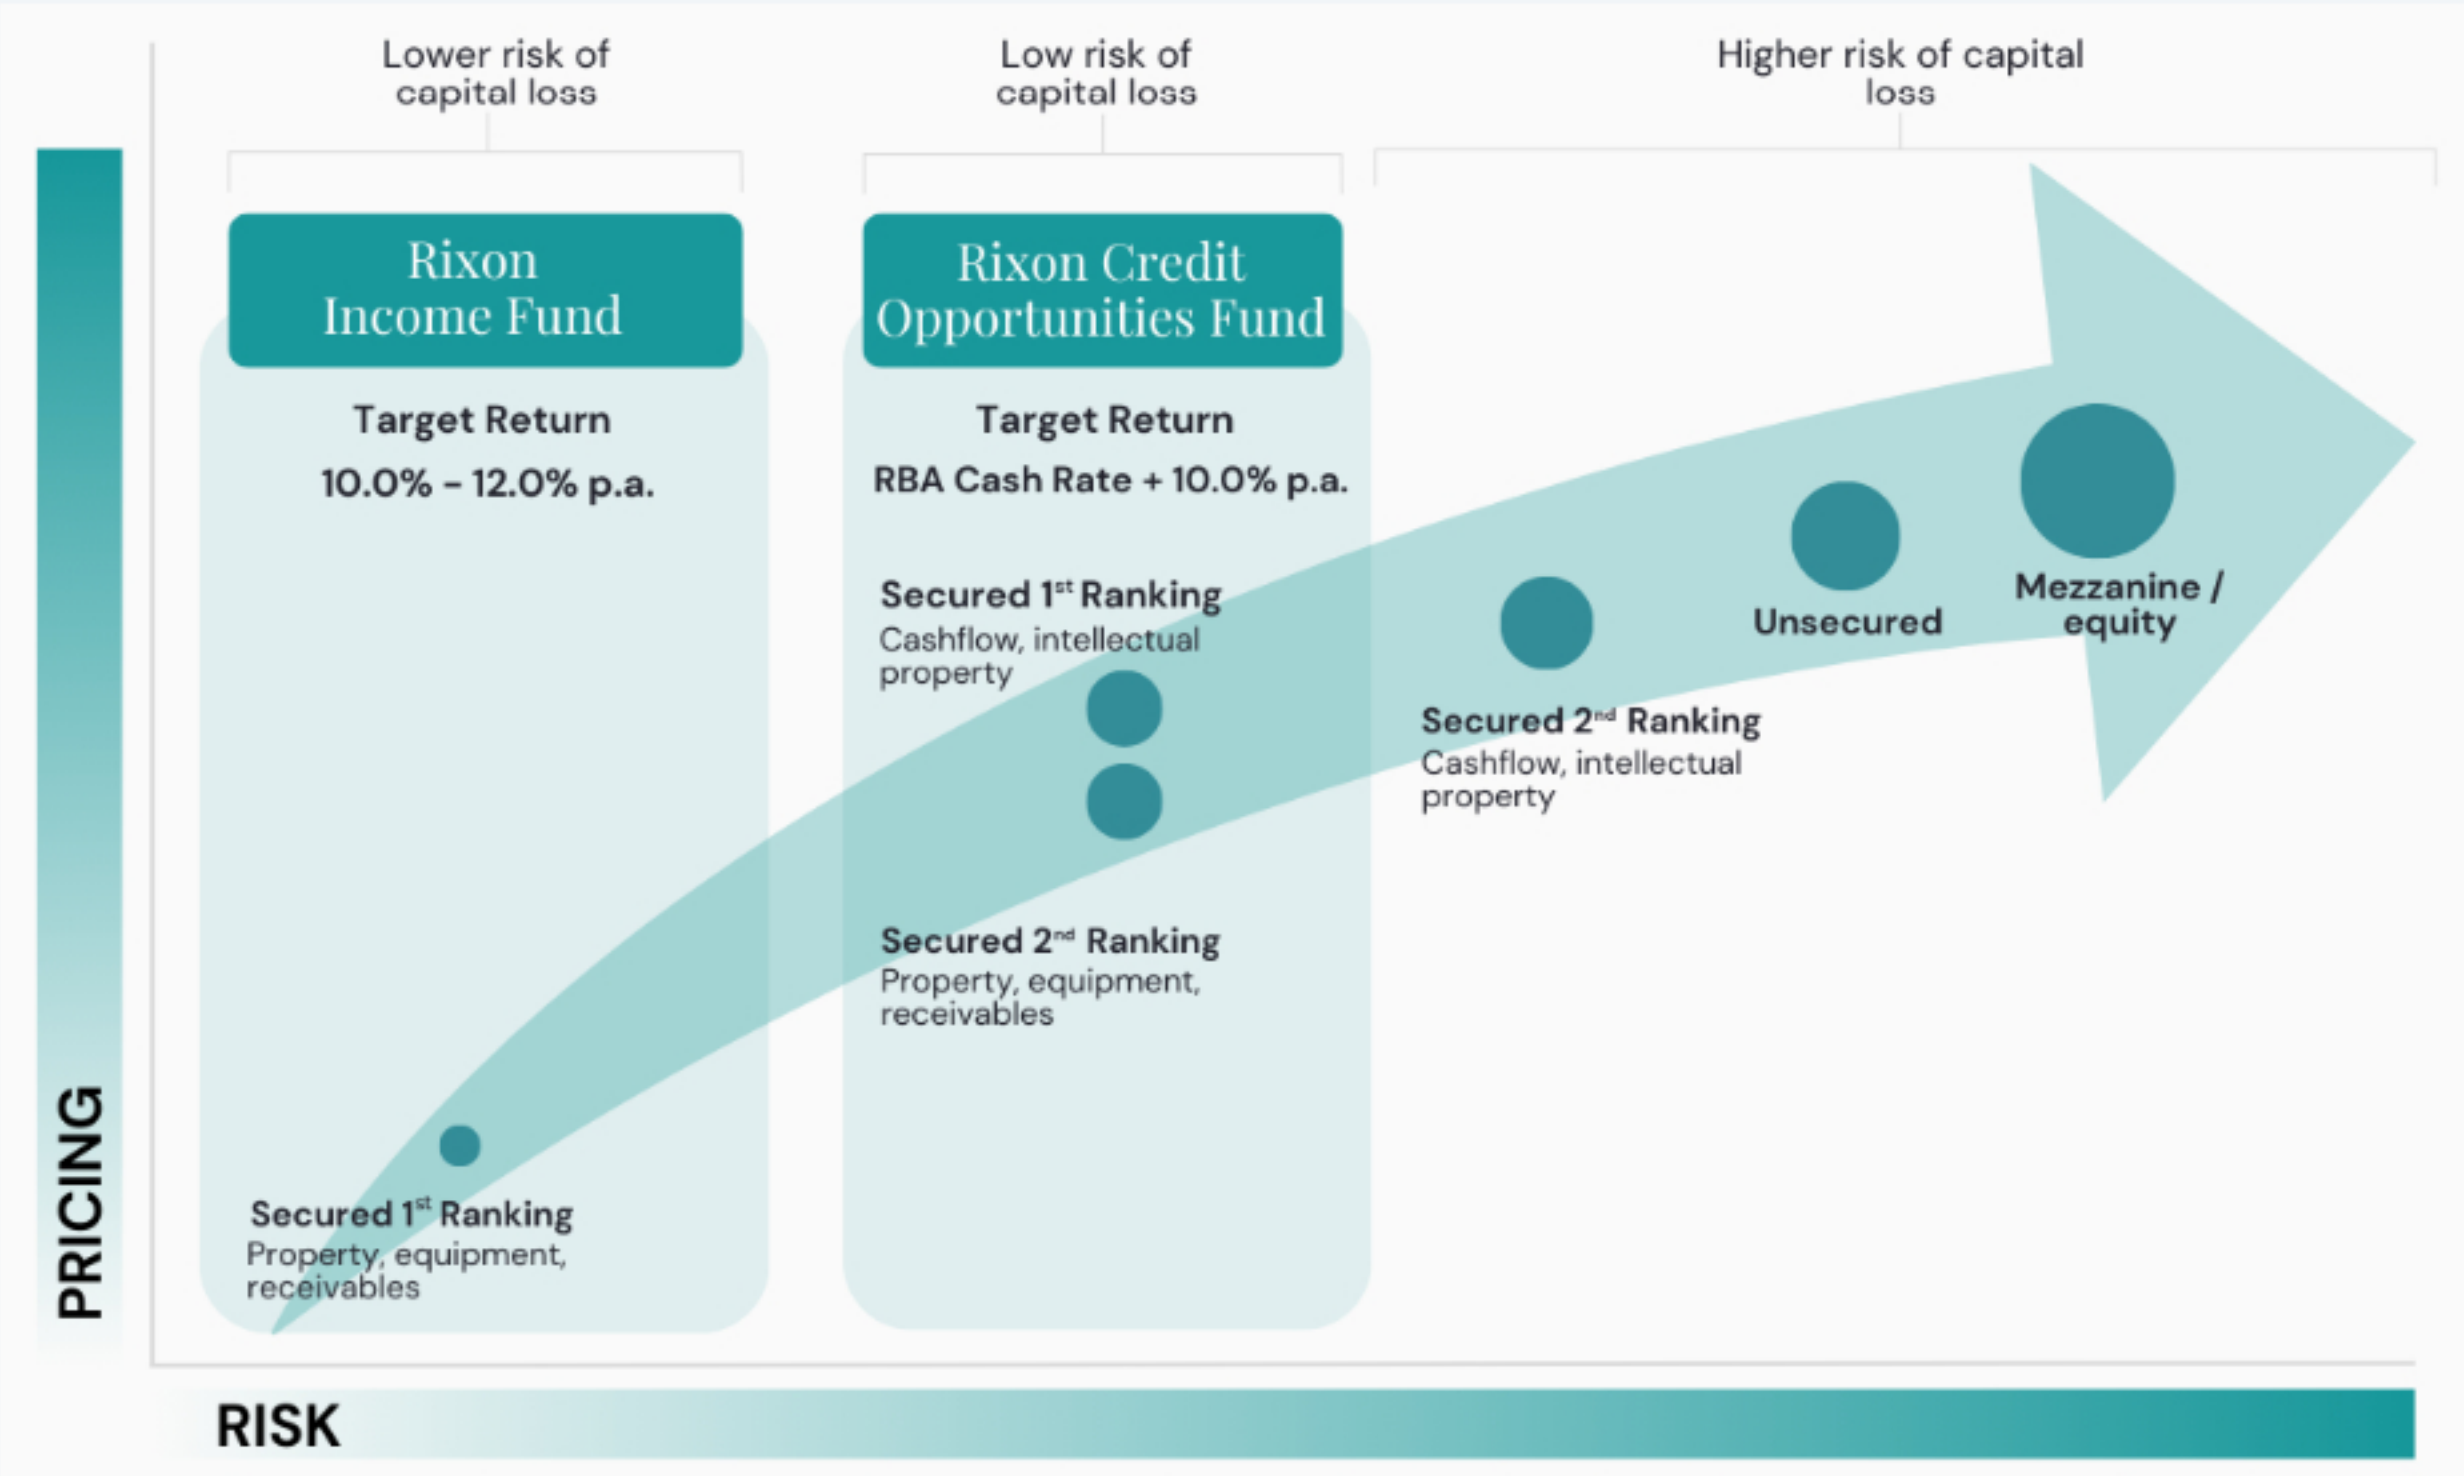 Lower risk of
capital loss
Low risk of
capital loss
Higher risk of capital
loss
Rixon
Income Fund
Target Return
10.0% – 12.0% p.a.
Rixon Credit
Opportunities Fund
Target Return
RBA Cash Rate + 10.0% p.a.
Secured 1st Ranking
Cashflow, intellectual
property
Secured 2nd Ranking
Property, equipment,
receivables
Secured 2nd Ranking
Cashflow, intellectual
property
Unsecured
Mezzanine /
equity
Secured 1st Ranking
Property, equipment,
receivables
PRICING
RISK